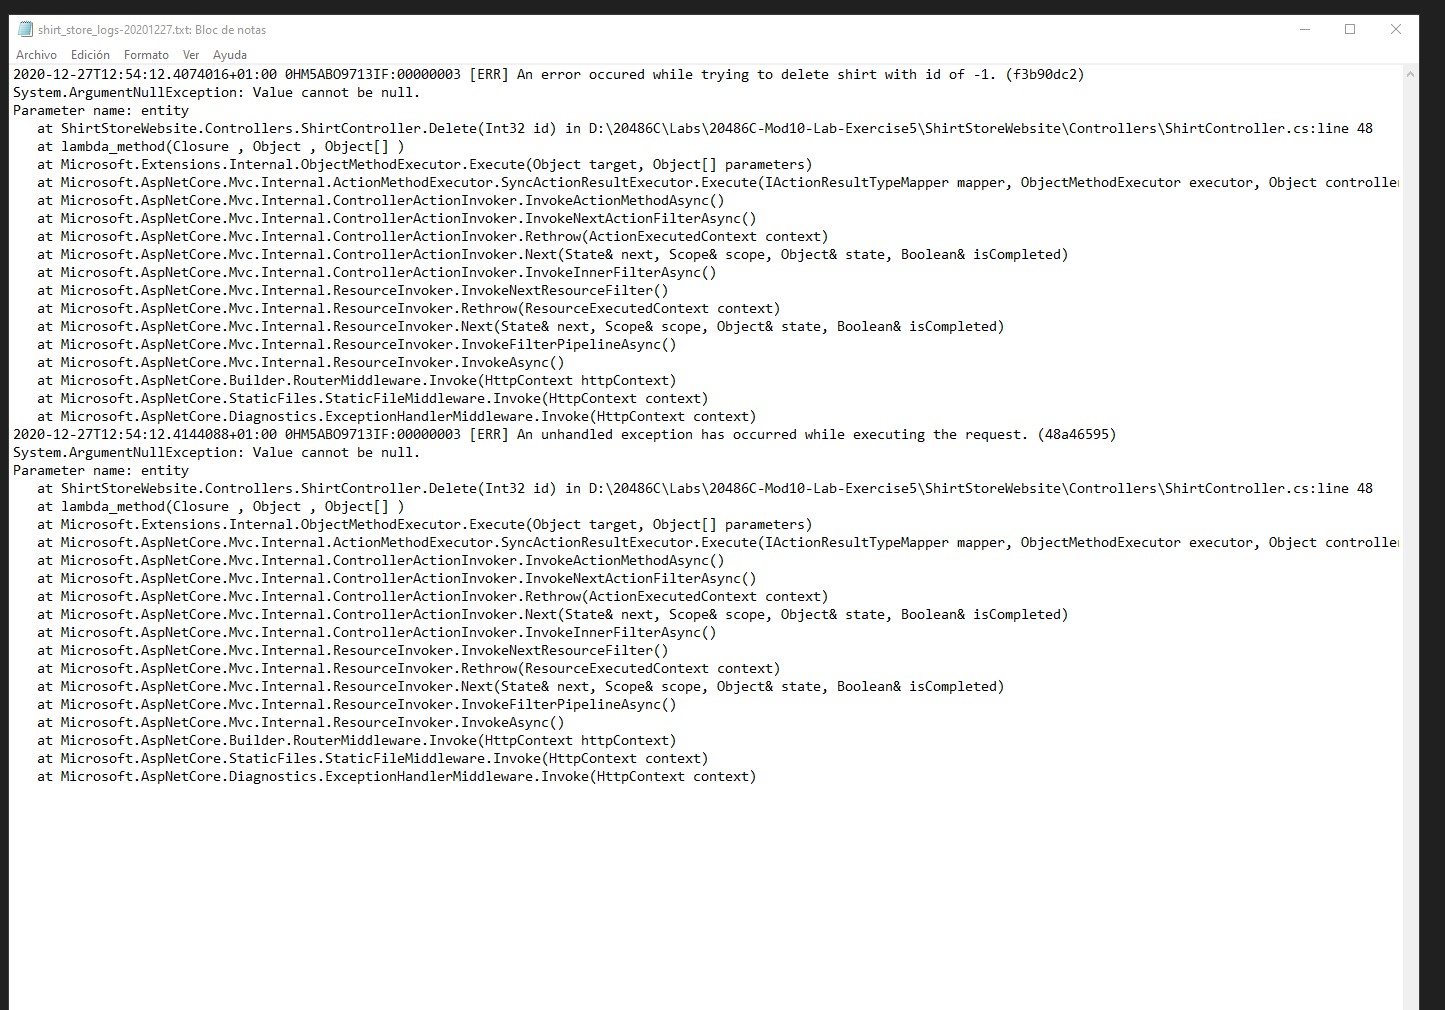 shirt_store_logs-20201227.txt: Bloc de notas
Archivo Edición Formato Ver Ayuda
2020-12-27T12:54:12.4074016+01:00 0HM5ABO9713IF:00000003 [ERR] An error occured while trying to delete shirt with id of -1. (f3b90dc2)
System.ArgumentNullException: Value cannot be null.
Parameter name: entity
   at ShirtStoreWebsite.Controllers.ShirtController.Delete(Int32 id) in D:\20486C\Labs\20486C-Mod10-Lab-Exercise5\ShirtStoreWebsite\Controllers\ShirtController.cs:line 48
   at lambda_method(Closure , Object , Object[] )
   at Microsoft.Extensions.Internal.ObjectMethodExecutor.Execute(Object target, Object[] parameters)
   at Microsoft.AspNetCore.Mvc.Internal.ActionMethodExecutor.SyncActionResultExecutor.Execute(IActionResultTypeMapper mapper, ObjectMethodExecutor executor, Object controller
   at Microsoft.AspNetCore.Mvc.Internal.ControllerActionInvoker.InvokeActionMethodAsync()
   at Microsoft.AspNetCore.Mvc.Internal.ControllerActionInvoker.InvokeNextActionFilterAsync()
   at Microsoft.AspNetCore.Mvc.Internal.ControllerActionInvoker.Rethrow(ActionExecutedContext context)
   at Microsoft.AspNetCore.Mvc.Internal.ControllerActionInvoker.Next(State& next, Scope& scope, Object& state, Boolean& isCompleted)
   at Microsoft.AspNetCore.Mvc.Internal.ControllerActionInvoker.InvokeInnerFilterAsync()
   at Microsoft.AspNetCore.Mvc.Internal.ResourceInvoker.InvokeNextResourceFilter()
   at Microsoft.AspNetCore.Mvc.Internal.ResourceInvoker.Rethrow(ResourceExecutedContext context)
   at Microsoft.AspNetCore.Mvc.Internal.ResourceInvoker.Next(State& next, Scope& scope, Object& state, Boolean& isCompleted)
   at Microsoft.AspNetCore.Mvc.Internal.ResourceInvoker.InvokeFilterPipelineAsync()
   at Microsoft.AspNetCore.Mvc.Internal.ResourceInvoker.InvokeAsync()
   at Microsoft.AspNetCore.Builder.RouterMiddleware.Invoke(HttpContext httpContext)
   at Microsoft.AspNetCore.StaticFiles.StaticFileMiddleware.Invoke(HttpContext context)
   at Microsoft.AspNetCore.Diagnostics.ExceptionHandlerMiddleware.Invoke(HttpContext context)
2020-12-27T12:54:12.4144088+01:00 0HM5ABO9713IF:00000003 [ERR] An unhandled exception has occurred while executing the request. (48a46595)
System.ArgumentNullException: Value cannot be null.
Parameter name: entity
   at ShirtStoreWebsite.Controllers.ShirtController.Delete(Int32 id) in D:\20486C\Labs\20486C-Mod10-Lab-Exercise5\ShirtStoreWebsite\Controllers\ShirtController.cs:line 48
   at lambda_method(Closure , Object , Object[] )
   at Microsoft.Extensions.Internal.ObjectMethodExecutor.Execute(Object target, Object[] parameters)
   at Microsoft.AspNetCore.Mvc.Internal.ActionMethodExecutor.SyncActionResultExecutor.Execute(IActionResultTypeMapper mapper, ObjectMethodExecutor executor, Object controller
   at Microsoft.AspNetCore.Mvc.Internal.ControllerActionInvoker.InvokeActionMethodAsync()
   at Microsoft.AspNetCore.Mvc.Internal.ControllerActionInvoker.InvokeNextActionFilterAsync()
   at Microsoft.AspNetCore.Mvc.Internal.ControllerActionInvoker.Rethrow(ActionExecutedContext context)
   at Microsoft.AspNetCore.Mvc.Internal.ControllerActionInvoker.Next(State& next, Scope& scope, Object& state, Boolean& isCompleted)
   at Microsoft.AspNetCore.Mvc.Internal.ControllerActionInvoker.InvokeInnerFilterAsync()
   at Microsoft.AspNetCore.Mvc.Internal.ResourceInvoker.InvokeNextResourceFilter()
   at Microsoft.AspNetCore.Mvc.Internal.ResourceInvoker.Rethrow(ResourceExecutedContext context)
   at Microsoft.AspNetCore.Mvc.Internal.ResourceInvoker.Next(State& next, Scope& scope, Object& state, Boolean& isCompleted)
   at Microsoft.AspNetCore.Mvc.Internal.ResourceInvoker.InvokeFilterPipelineAsync()
   at Microsoft.AspNetCore.Mvc.Internal.ResourceInvoker.InvokeAsync()
   at Microsoft.AspNetCore.Builder.RouterMiddleware.Invoke(HttpContext httpContext)
   at Microsoft.AspNetCore.StaticFiles.StaticFileMiddleware.Invoke(HttpContext context)
   at Microsoft.AspNetCore.Diagnostics.ExceptionHandlerMiddleware.Invoke(HttpContext context)